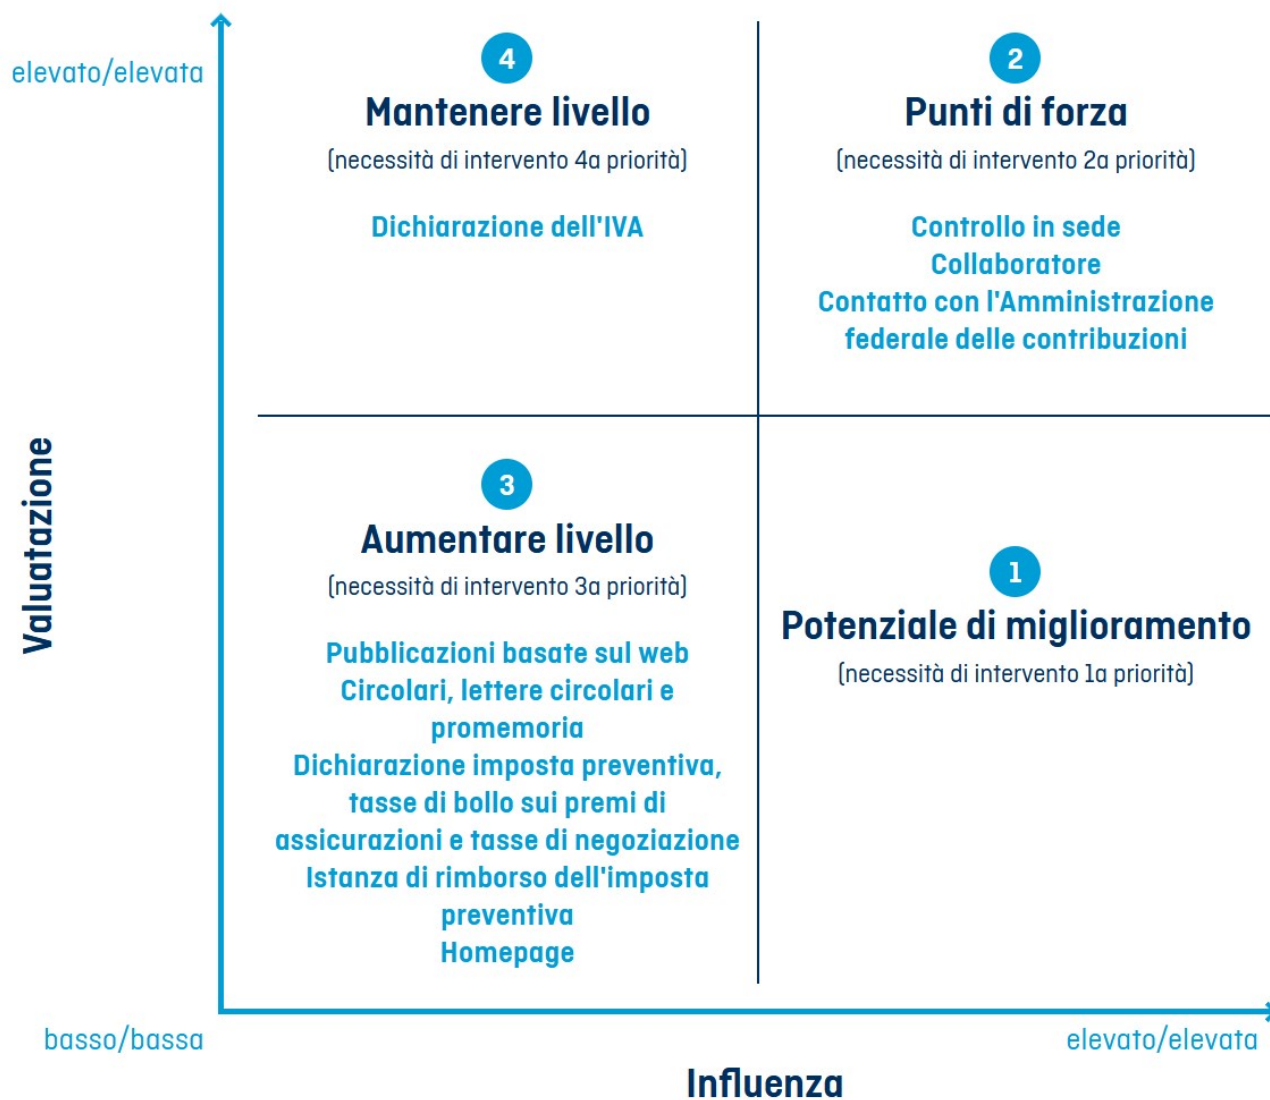 elevato/elevata
4
Mantenere livello
(necessità di intervento 4a priorità)
Dichiarazione dell'IVA
2
Punti di forza
(necessità di intervento 2a priorità)
Controllo in sede
Collaboratore
Contatto con l'Amministrazione
federale delle contribuzioni
Valuatazione
3
Aumentare livello
(necessità di intervento 3a priorità)
Pubblicazioni basate sul web
Circolari, lettere circolari e
promemoria
Dichiarazione imposta preventiva,
tasse di bollo sui premi di
assicurazioni e tasse di negoziazione
Istanza di rimborso dell'imposta
preventiva
Homepage
1
Potenziale di miglioramento
(necessità di intervento 1a priorità)
basso/bassa
elevato/elevata
Influenza